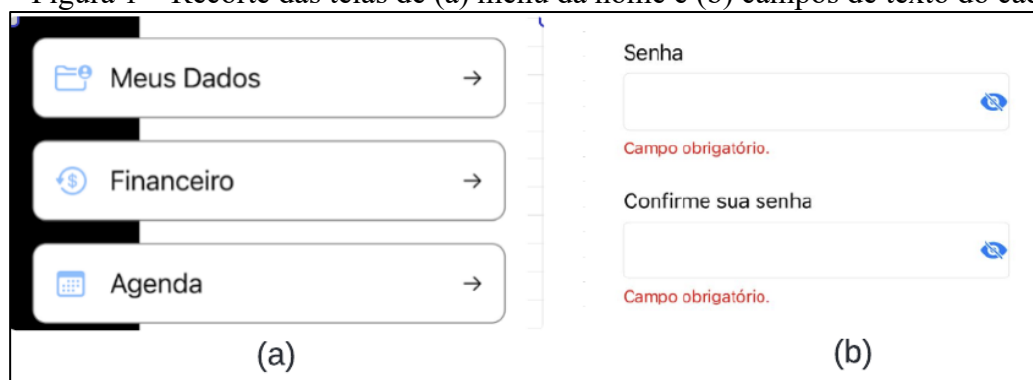 Meus Dados
Financeiro
Agenda
(a)
Senha
Campo obrigatório.
Confirme sua senha
Campo obrigatório.
(b)